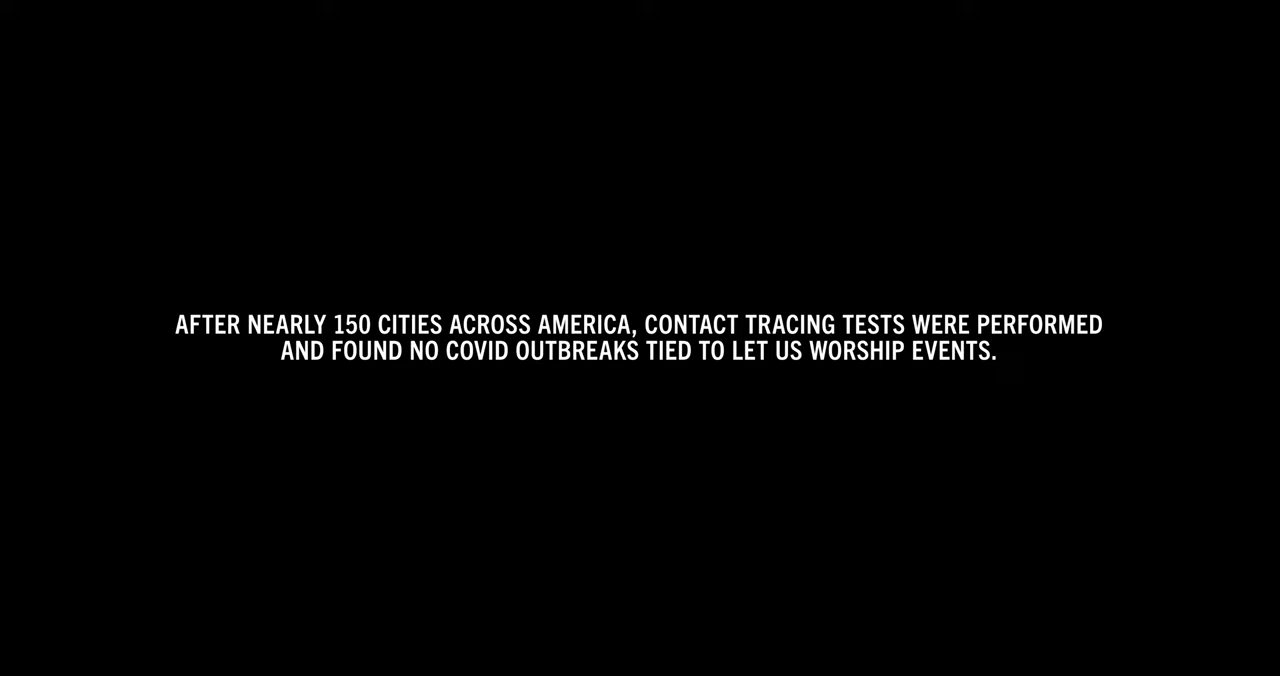 AFTER NEARLY 150 CITIES ACROSS AMERICA, CONTACT TRACING TESTS WERE PERFORMED
AND FOUND NO COVID OUTBREAKS TIED TO LET US WORSHIP EVENTS.